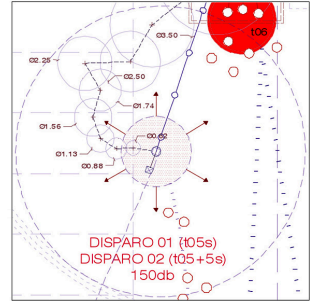 Ø3.50
t06
Ø2.25
Ø2.50
Ø1.74
Ø1.56
Ø0.62
Ø1.13
Ø0.88
DISPARO 01 (t05s)
DISPARO 02 (t05+5s)
150db